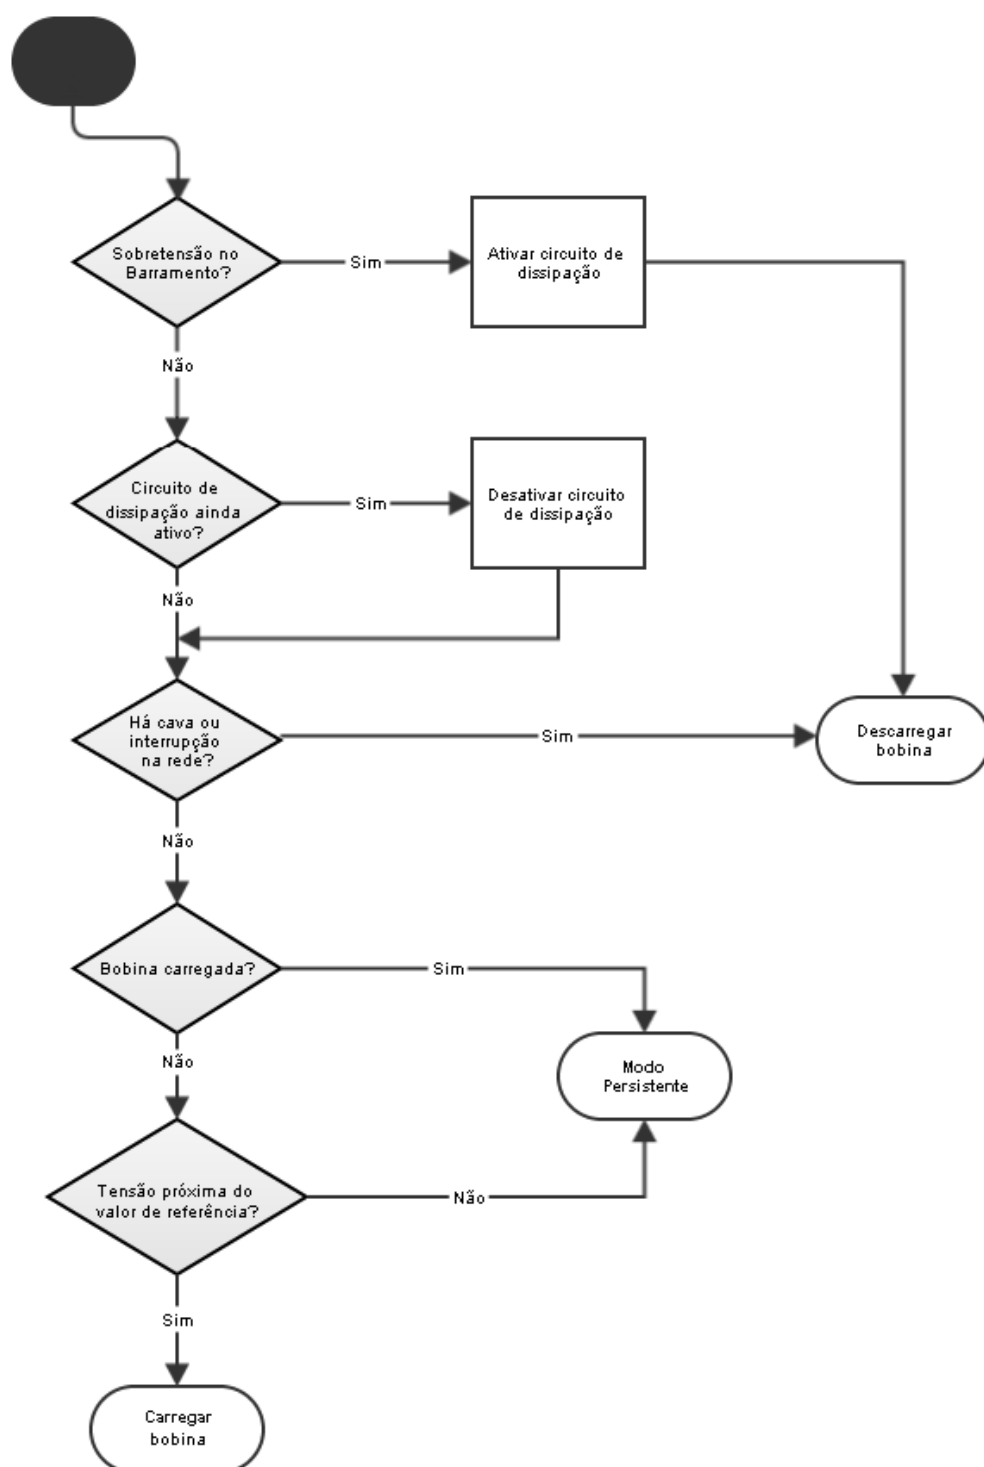 Sobretensão no
Barramento?
Sim
Ativar circuito de
dissipação
Não
Circuito de
dissipação ainda
ativo?
Sim
Desativar circuito
de dissipação
Não
Há cava ou
interrupção
na rede?
Sim
Descarregar
bobina
Não
Bobina carregada?
Sim
Não
Modo
Persistente
Tensão próxima do
valor de referência?
Não
Sim
Carregar
bobina